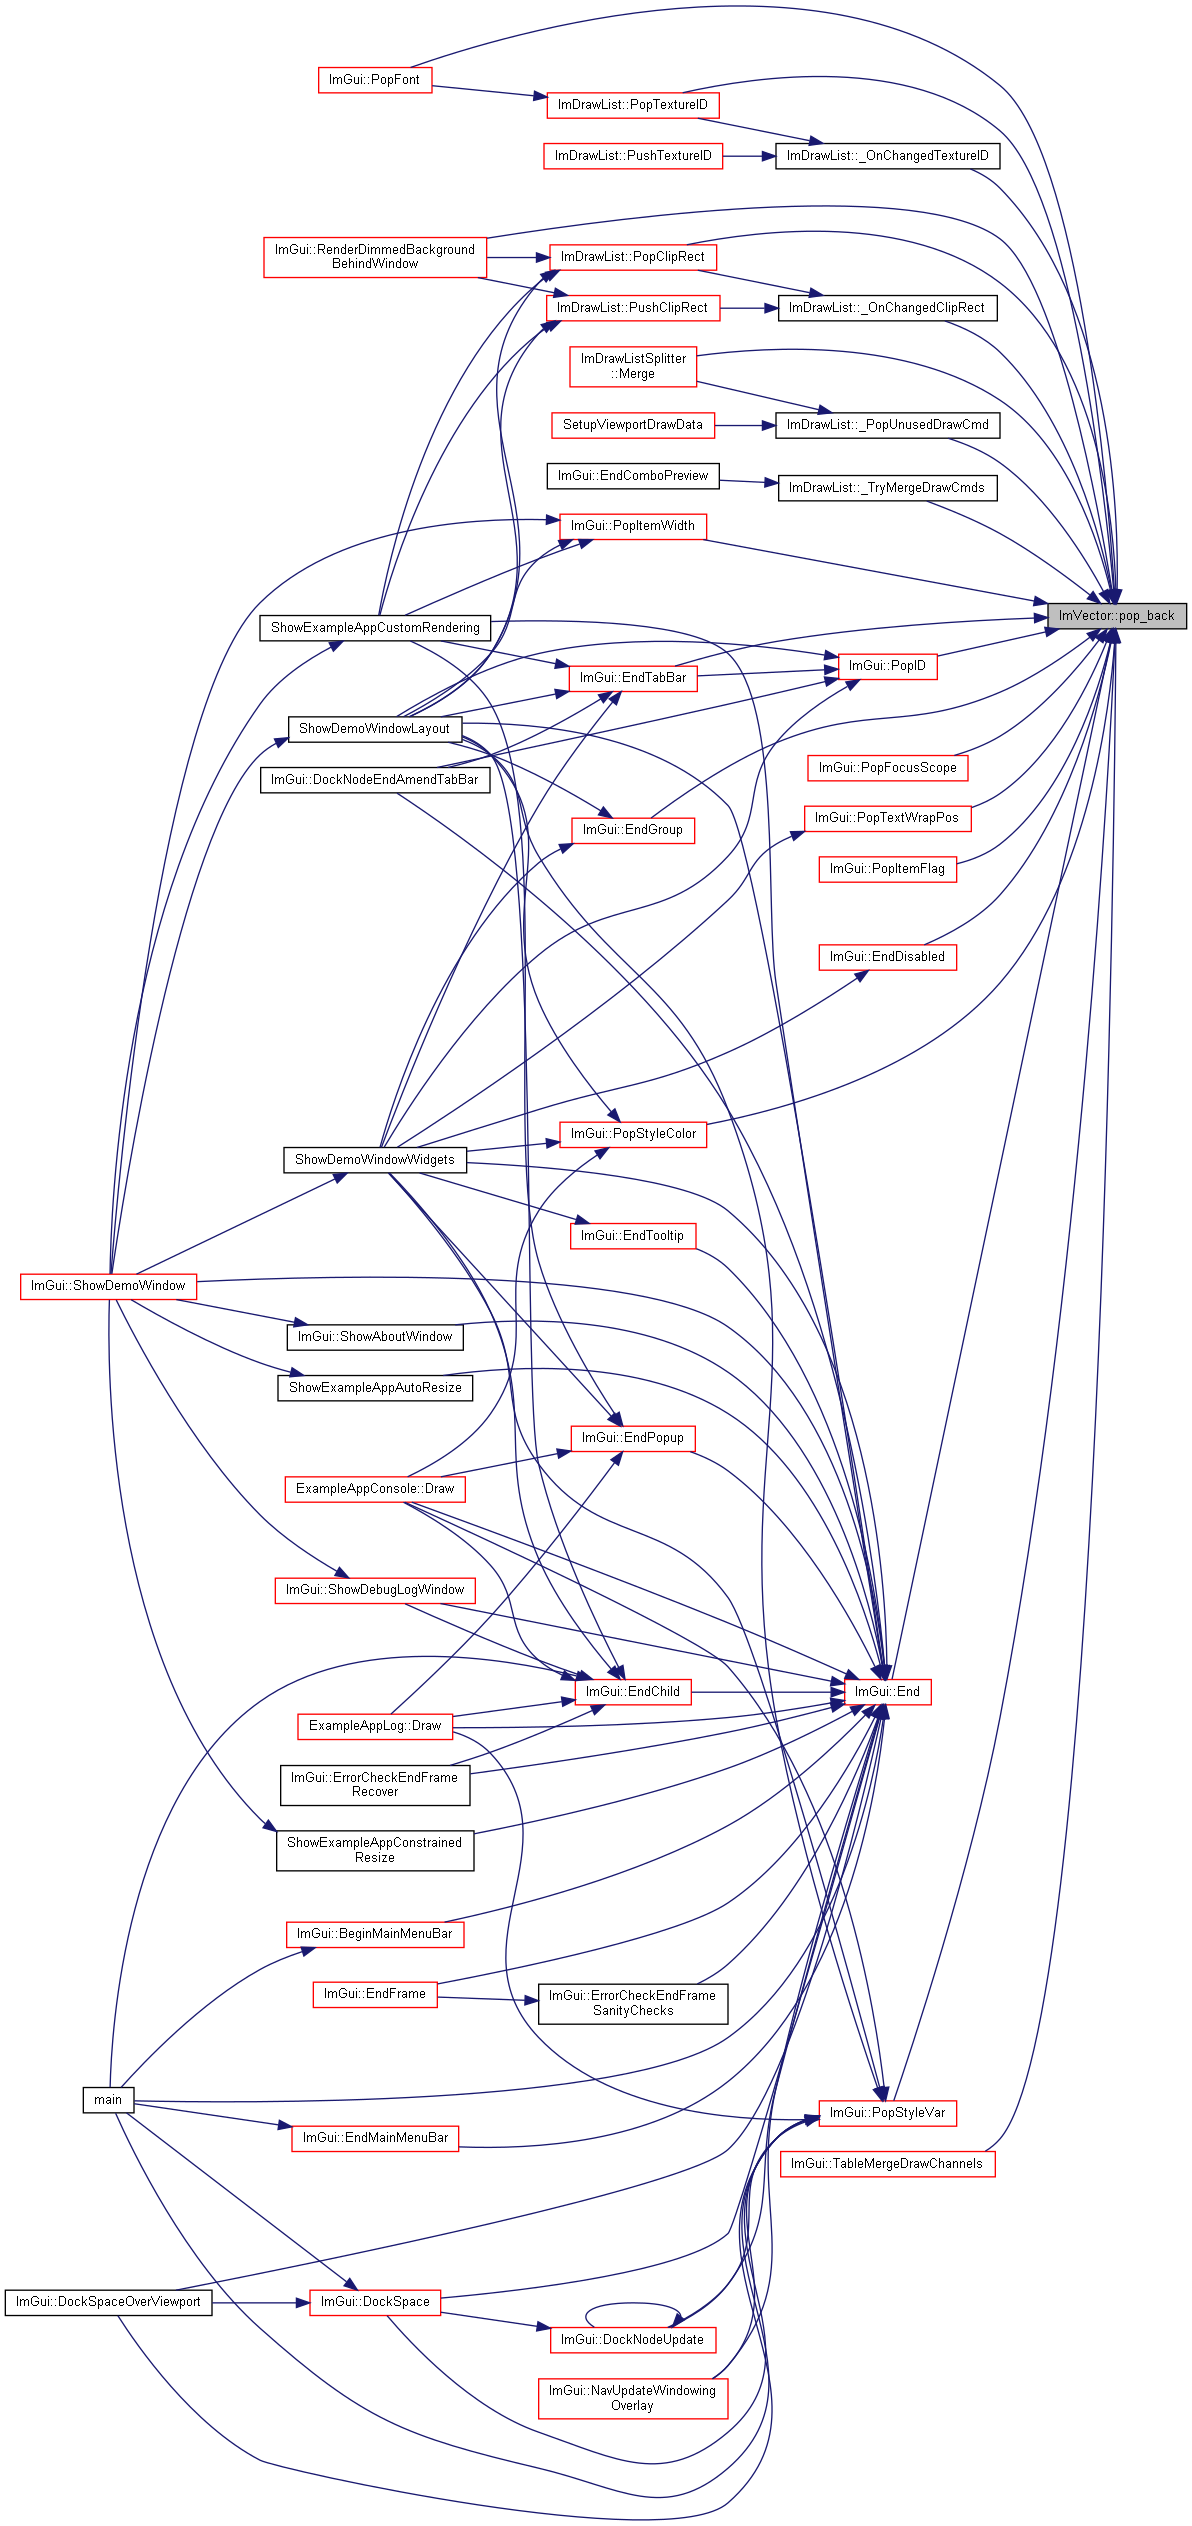 ImGui::PopFont
ImDrawList::PopTextureID
ImDrawList::PushTextureID
ImDrawList::_OnChangedTextureID
ImGui::RenderDimmedBackground
BehindWindow
ImDrawList::PopClipRect
ImDrawList::PushClipRect
ImDrawList::_OnChangedClipRect
ImDrawListSplitter
::Merge
SetupViewportDrawData
ImDrawList::_PopUnusedDrawCmd
ImGui::EndComboPreview
ImDrawList::_TryMergeDrawCmds
ImGui::PopItemWidth
ImVector::pop_back
ShowExampleAppCustomRendering
ImGui::EndTabBar
ImGui::PopID
ShowDemoWindowLayout
ImGui::DockNodeEndAmendTabBar
ImGui::PopFocusScope
ImGui::EndGroup
ImGui::PopTextWrapPos
ImGui::PopItemFlag
ImGui::EndDisabled
ImGui::PopStyleColor
ShowDemoWindowWidgets
ImGui::EndTooltip
ImGui::ShowDemoWindow
ImGui::ShowAboutWindow
ShowExampleAppAutoResize
ImGui::EndPopup
ExampleAppConsole::Draw
ImGui::ShowDebugLogWindow
ImGui::EndChild
ImGui::End
ExampleAppLog::Draw
ImGui::ErrorCheckEndFrame
Recover
ShowExampleAppConstrained
Resize
ImGui::BeginMainMenuBar
ImGui::EndFrame
ImGui::ErrorCheckEndFrame
SanityChecks
main
ImGui::PopStyleVar
ImGui::EndMainMenuBar
ImGui::TableMergeDrawChannels
ImGui::DockSpaceOverViewport
ImGui::DockSpace
ImGui::DockNodeUpdate
ImGui::NavUpdateWindowing
Overlay